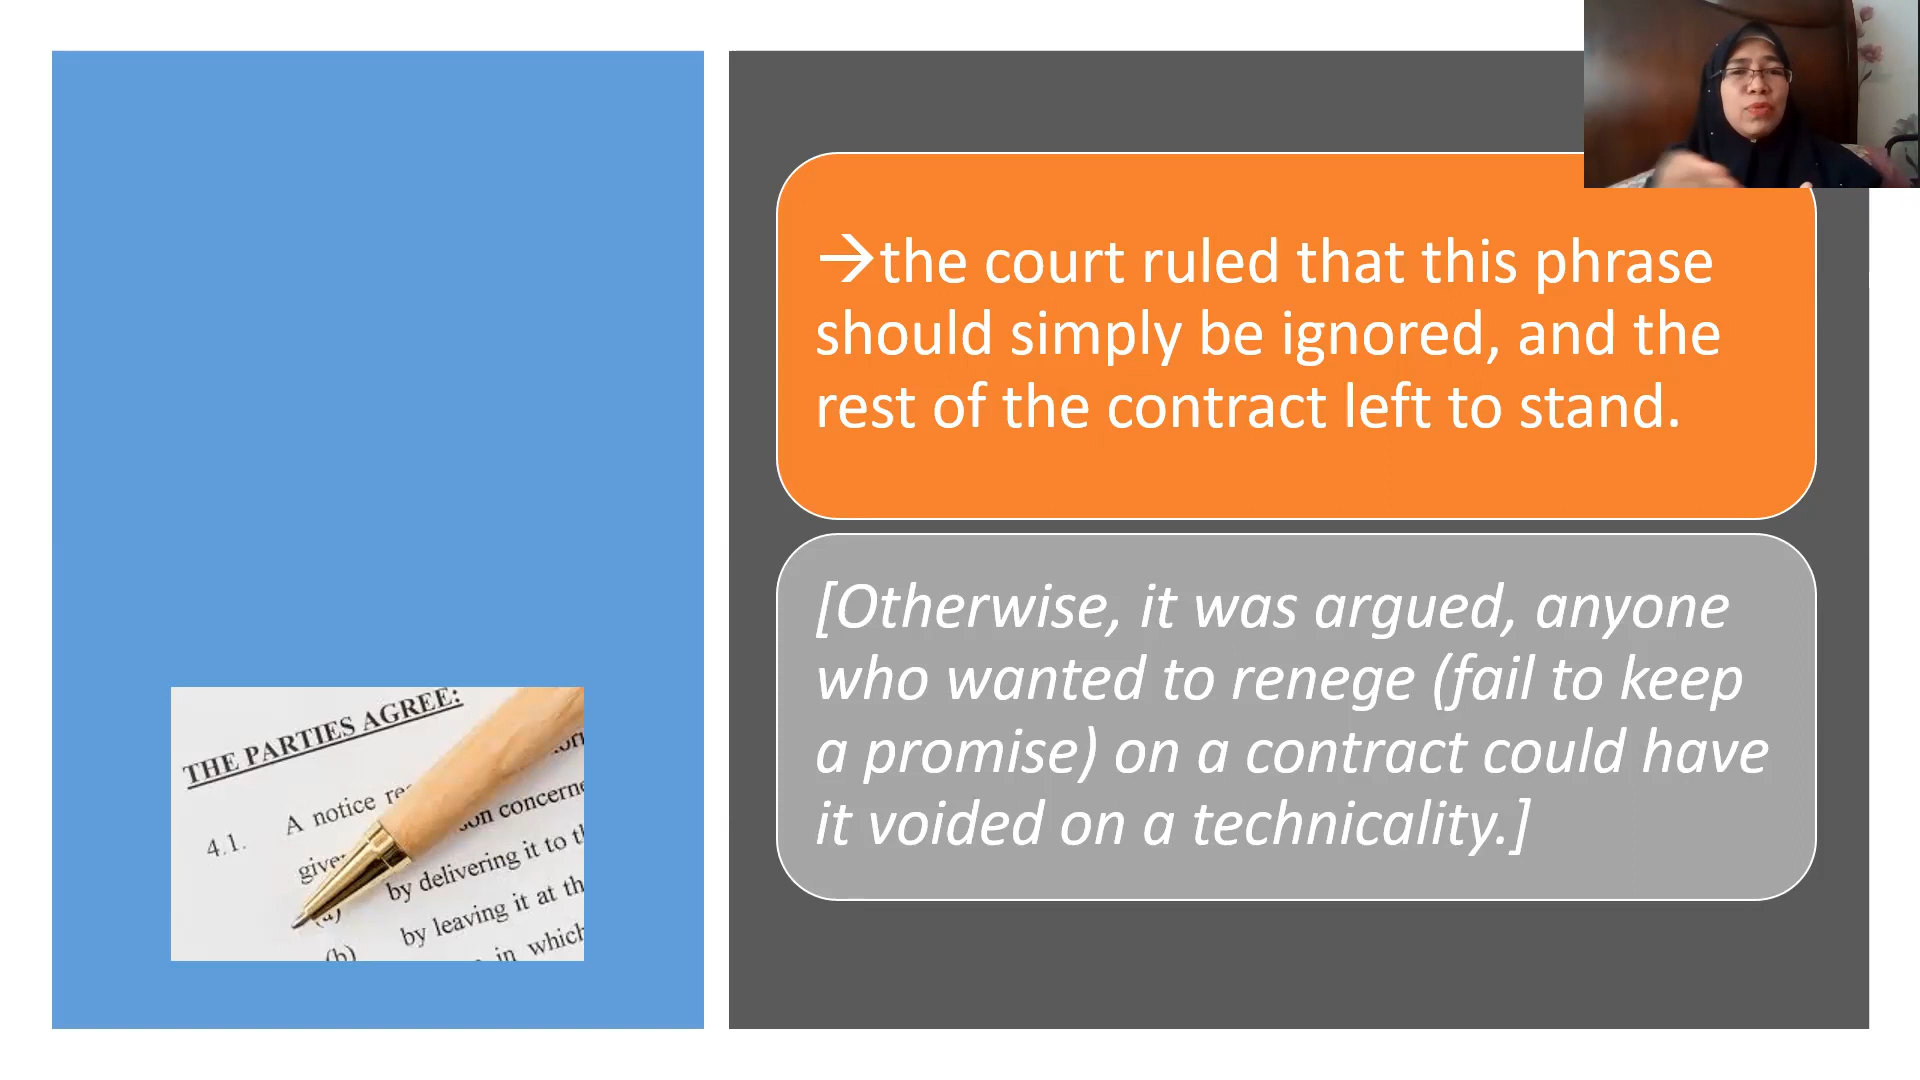 →the court ruled that this phrase
should simply be ignored, and the
rest of the contract left to stand.
[Otherwise, it was argued, anyone
who wanted to renege (fail to keep
a promise) on a contract could have
it voided on a technicality.]
THE PARTIES AGREE:
4.1. A notice
concerne
by delivering it to
by leaving it at
(b)
in which